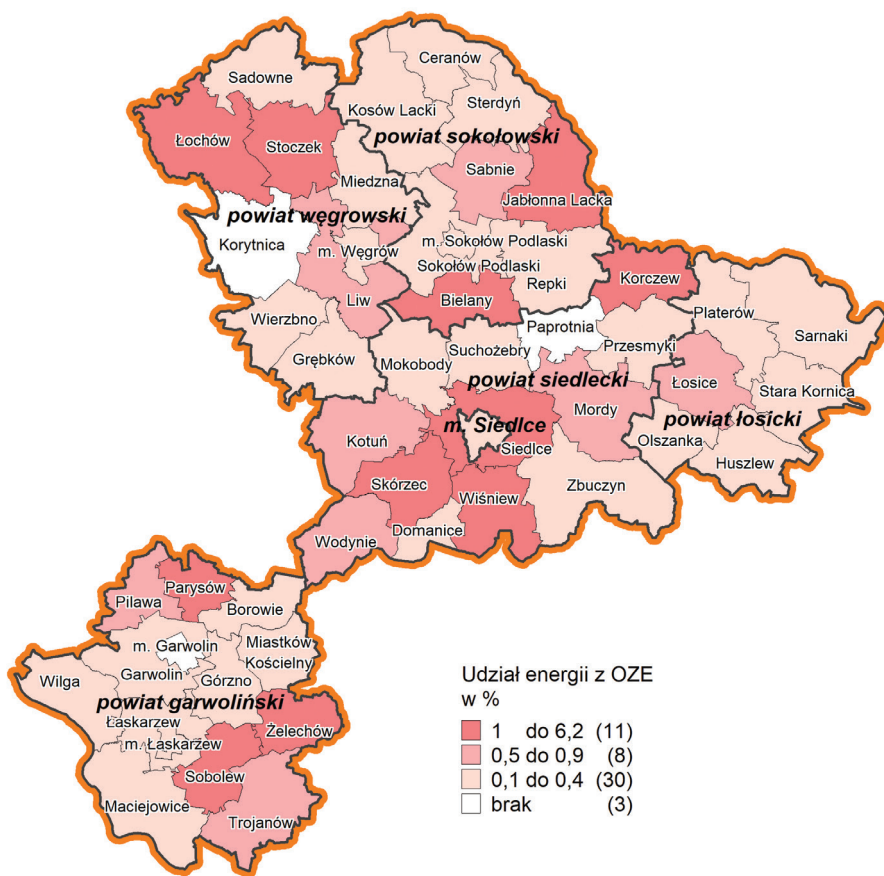 Ceranów
Sadowne
Sterdyń
Kosów Lacki
Łochów
Stoczek
powiat sokołowski
Sabnie
Miedzna
Jabłonna Lacka
powiat węgrowski
Korytnica
m. Węgrów
m. Sokołów Podlaski
Sokołów Podlaski
Repki
Korczew
Liw
Bielany
Paprotnia
Platerów
Wierzbno
Sarnaki
Przesmyki
Grębków
Mokobody
Suchożebry
powiat siedlecki
Łosice
Stara Kornica
Mordy
powiat łosicki
m. Siedlce
Kotuń
Siedlce
Olszanka
Huszlew
Skórzec
Wiśniew
Zbuczyn
Domanice
Wodynie
Parysów
Pilawa
Borowie
m. Garwolin
Miastków
Kościelny
Garwolin
Górzno
Wilga
powiat garwoliński
Łaskarzew
Żelechów
m. Łaskarzew
Sobolew
Maciejowice
Trojanów
Udział energii z OZE
w %
1 do 6,2 (11)
0,5 do 0,9 (8)
0,1 do 0,4 (30)
brak (3)